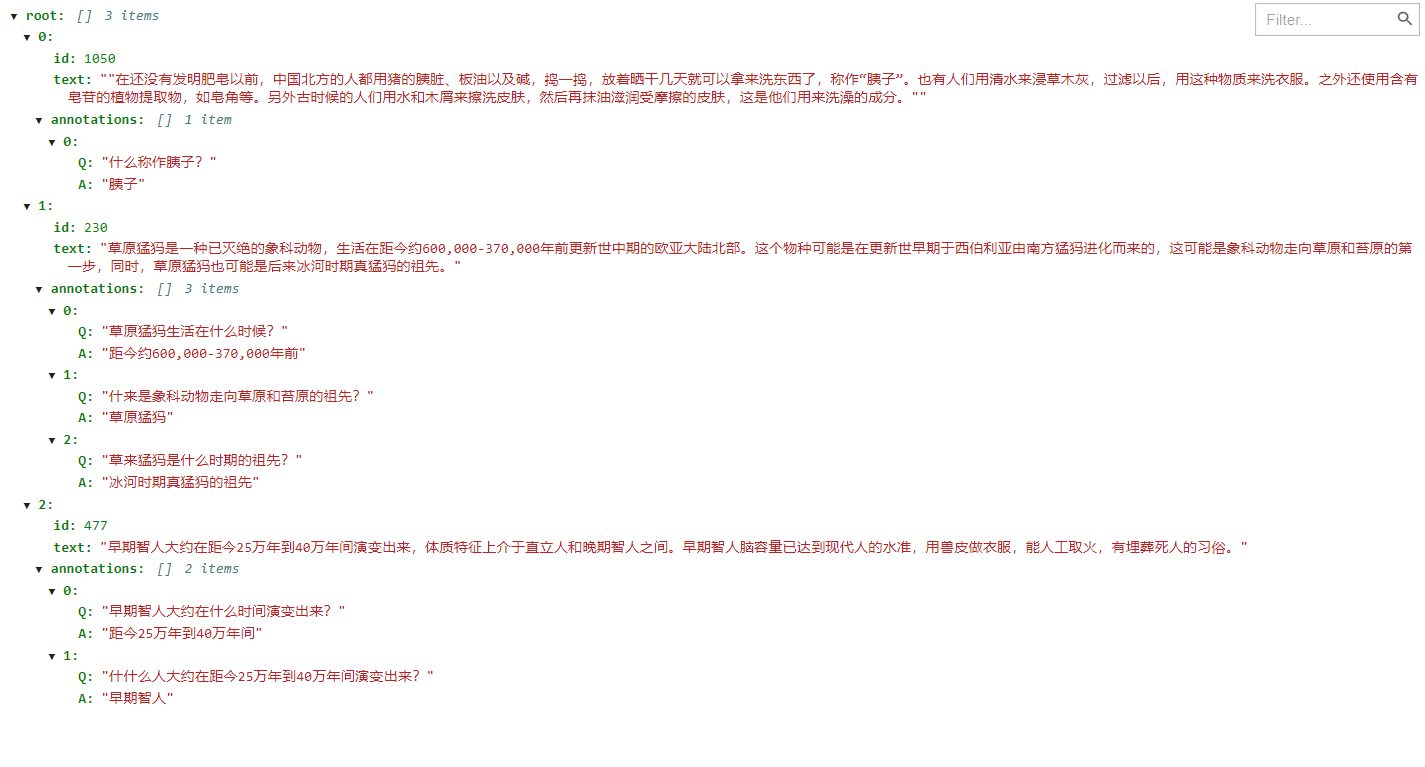 ▼ root: [] 3 items
Filter...
▼ 0:
id: 1050
text: ""在还没有发明肥皂以前，中国北方的人都用猪的胰脏、板油以及碱，捣一捣，放着晒干几天就可以拿来洗东西了，称作“胰子”。也有人们用清水来浸草木灰，过滤以后，用这种物质来洗衣服。之外还使用含有
皂苷的植物提取物，如皂角等。另外古时候的人们用水和木屑来擦洗皮肤，然后再抹油滋润受摩擦的皮肤，这是他们用来洗澡的成分。""
▼ annotations: [] 1 item
▼ 0:
Q: "什么称作胰子？"
A: "胰子"
▼ 1:
id: 230
text: "草原猛犸是一种已灭绝的象科动物，生活在距今约600,000-370,000年前更新世中期的欧亚大陆北部。这个物种可能是在更新世早期于西伯利亚由南方猛犸进化而来的，这可能是象科动物走向草原和苔原的第
一步，同时，草原猛犸也可能是后来冰河时期真猛犸的祖先。"
▼ annotations: [] 3 items
▼ 0:
Q: "草原猛犸生活在什么时候？"
A: "距今约600,000-370,000年前"
▼ 1:
Q: "什来是象科动物走向草原和苔原的祖先？"
A: "草原猛犸"
▼ 2:
Q: "草来猛犸是什么时期的祖先？"
A: "冰河时期真猛犸的祖先"
▼ 2:
id: 477
text: "早期智人大约在距今25万年到40万年间演变出来，体质特征上介于直立人和晚期智人之间。早期智人脑容量已达到现代人的水准，用兽皮做衣服，能人工取火，有埋葬死人的习俗。"
▼ annotations: [] 2 items
▼ 0:
Q: "早期智人大约在什么时间演变出来？"
A: "距今25万年到40万年间"
▼ 1:
Q: "什什么人大约在距今25万年到40万年间演变出来？"
A: "早期智人"